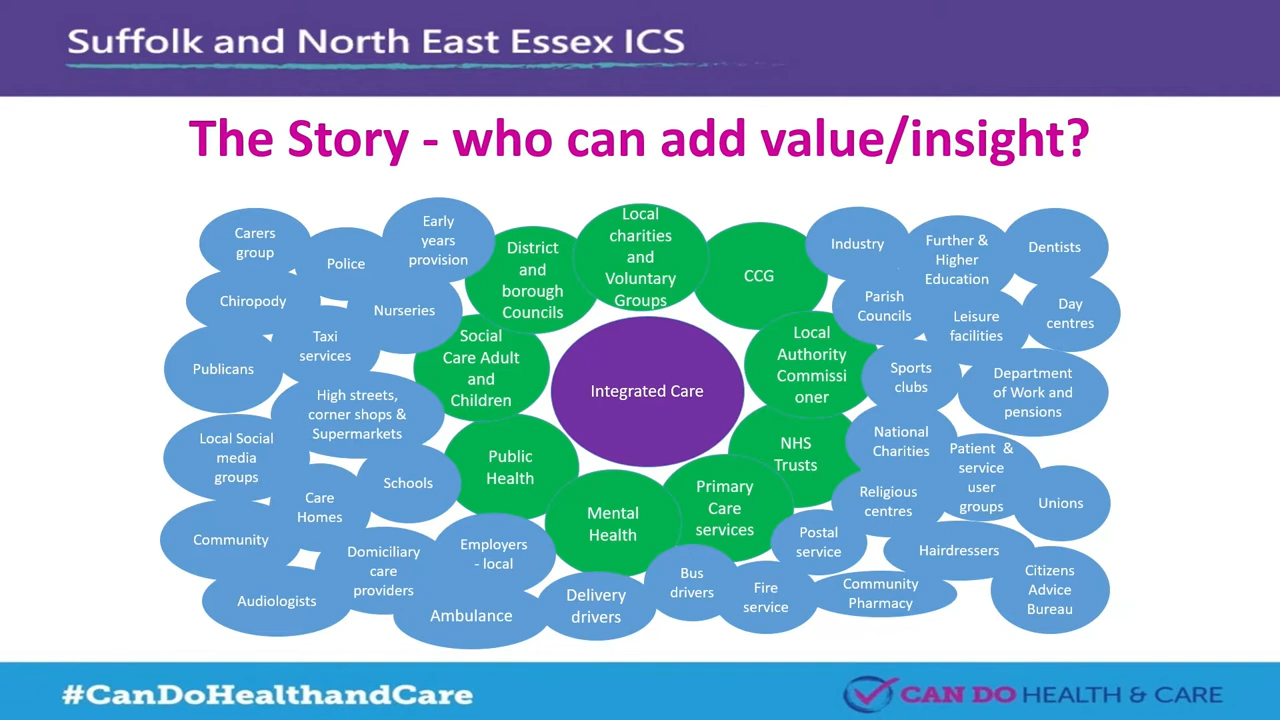 Suffolk and North East Essex ICS
The Story - who can add value/insight?
Carers
group
Police
Early
years
provision
Chiropody
Nurseries
Taxi
services
Publicans
High streets,
corner shops &
Supermarkets
Local Social
media
groups
Schools
Care
Homes
Community
Domiciliary
care
providers
Employers
- local
Audiologists
Ambulance
District
and
borough
Councils
Local
charities
and
Voluntary
Groups
CCG
Social
Care Adult
and
Children
Integrated Care
Local
Authority
Commissi
oner
Public
Health
NHS
Trusts
Mental
Health
Primary
Care
services
Industry
Further &
Higher
Education
Dentists
Parish
Councils
Leisure
facilities
Day
centres
Sports
clubs
Department
of Work and
pensions
National
Charities
Patient &
service
user
groups
Religious
centres
Unions
Postal
service
Hairdressers
Delivery
drivers
Bus
drivers
Fire
service
Community
Pharmacy
Citizens
Advice
Bureau
#CanDoHealthandCare
CAN DO HEALTH & CARE